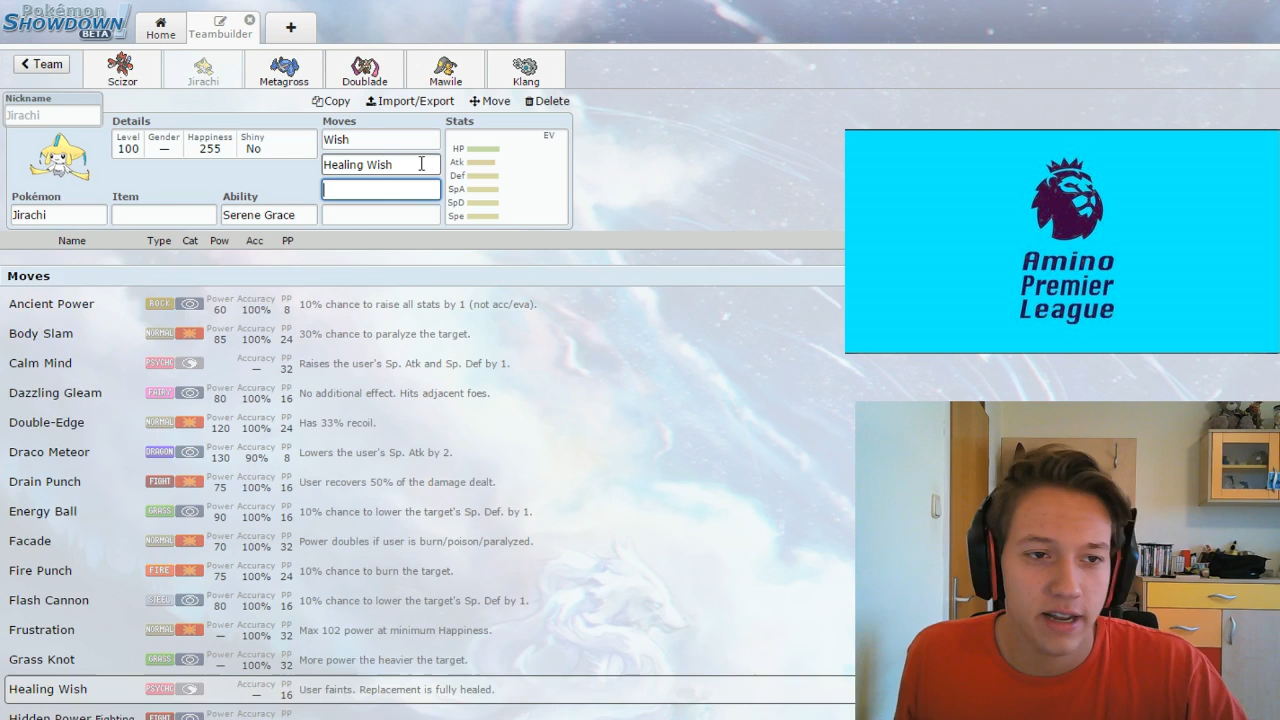 Pokémon
SHOWDOWN!
BETA
Home
Teambuilder
+
< Team
Scizor
Jirachi
Metagross
Doublade
Mawile
Klang
Nickname
Jirachi
Copy
Import/Export
Move
Delete
Details
Moves
Stats
Level
100
Gender
—
Happiness
255
Shiny
No
Wish
Healing Wish
EV
HP
Atk
Def
SpA
SpD
Spe
Pokémon
Jirachi
Item
Ability
Serene Grace
Name Type Cat Pow Acc PP
Moves
Ancient Power ROCK Power 60 Accuracy 100% PP 8 10% chance to raise all stats by 1 (not acc/eva).
Body Slam NORMAL Power 85 Accuracy 100% PP 24 30% chance to paralyze the target.
Calm Mind PSYCHC Accuracy — PP 32 Raises the user's Sp. Atk and Sp. Def by 1.
Dazzling Gleam FAIRY Power 80 Accuracy 100% PP 16 No additional effect. Hits adjacent foes.
Double-Edge NORMAL Power 120 Accuracy 100% PP 24 Has 33% recoil.
Draco Meteor DRAGON Power 130 Accuracy 90% PP 8 Lowers the user's Sp. Atk by 2.
Drain Punch FIGHT Power 75 Accuracy 100% PP 16 User recovers 50% of the damage dealt.
Energy Ball GRASS Power 90 Accuracy 100% PP 16 10% chance to lower the target's Sp. Def. by 1.
Facade NORMAL Power 70 Accuracy 100% PP 32 Power doubles if user is burn/poison/paralyzed.
Fire Punch FIRE Power 75 Accuracy 100% PP 24 10% chance to burn the target.
Flash Cannon STEEL Power 80 Accuracy 100% PP 16 10% chance to lower the target's Sp. Def by 1.
Frustration NORMAL Power — Accuracy 100% PP 32 Max 102 power at minimum Happiness.
Grass Knot GRASS Power — Accuracy 100% PP 32 More power the heavier the target.
Healing Wish PSYCHC Accuracy — PP 16 User faints. Replacement is fully healed.
Hidden Power Fighting FIGHT Power Accuracy PP
Amino
Premier
League